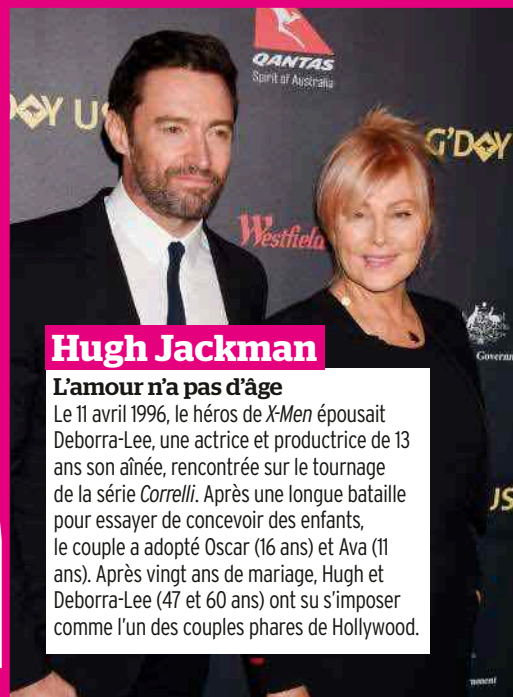 QANTAS
Spirit of Australia
DAY US
G'DAY
Westfield
Governm
US
Hugh Jackman
L'amour n'a pas d'âge
Le 11 avril 1996, le héros de X-Men épousait
Deborra-Lee, une actrice et productrice de 13
ans son aînée, rencontrée sur le tournage
de la série Correlli. Après une longue bataille
pour essayer de concevoir des enfants,
le couple a adopté Oscar (16 ans) et Ava (11
ans). Après vingt ans de mariage, Hugh et
Deborra-Lee (47 et 60 ans) ont su s'imposer
comme l'un des couples phares de Hollywood.